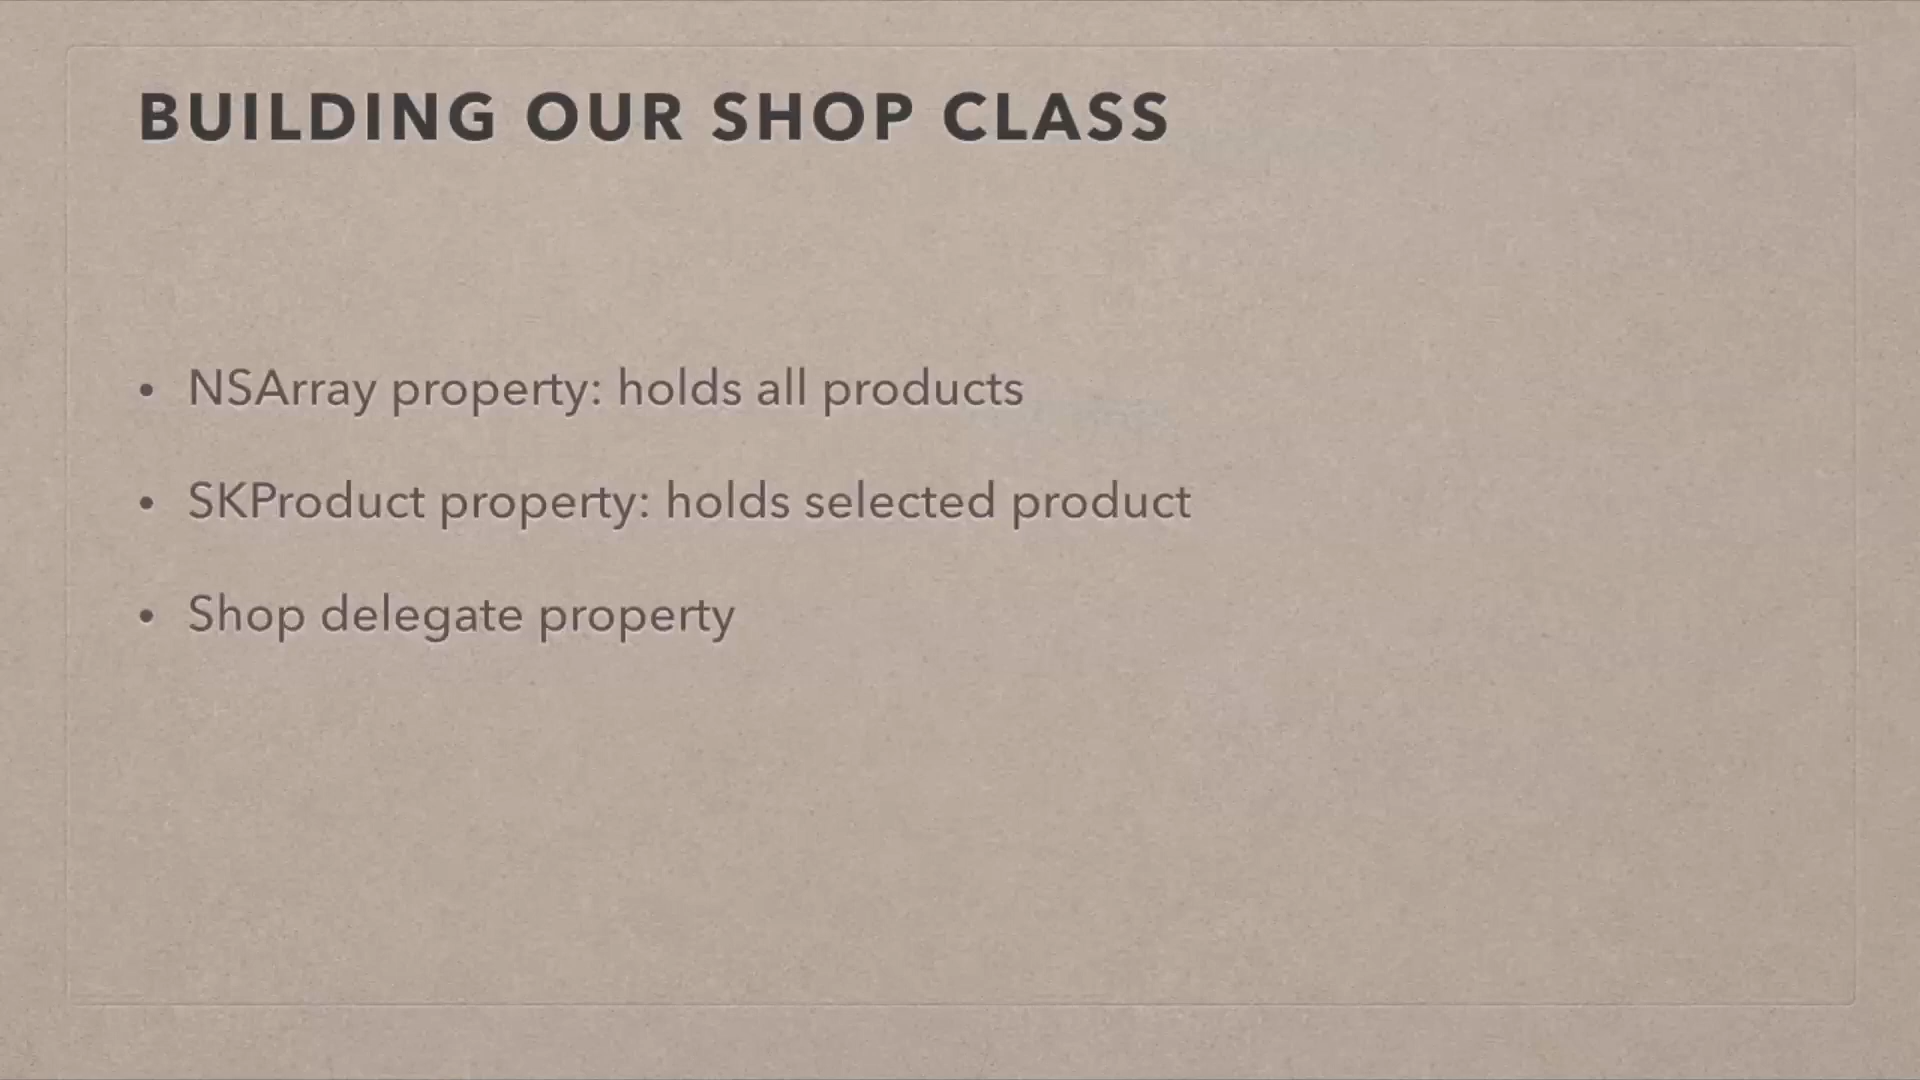 BUILDING OUR SHOP CLASS
• NSArray property: holds all products
• SKProduct property: holds selected product
• Shop delegate property